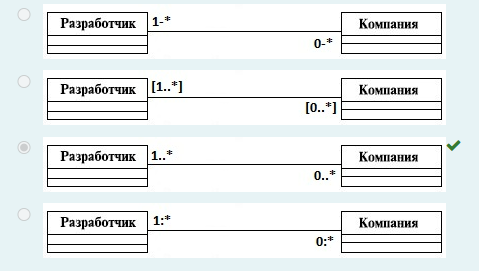 Разработчик 1-* Компания
0-*
Разработчик [1..*] Компания
[0..*]
Разработчик 1..* Компания
0..*
Разработчик 1:* Компания
0:*